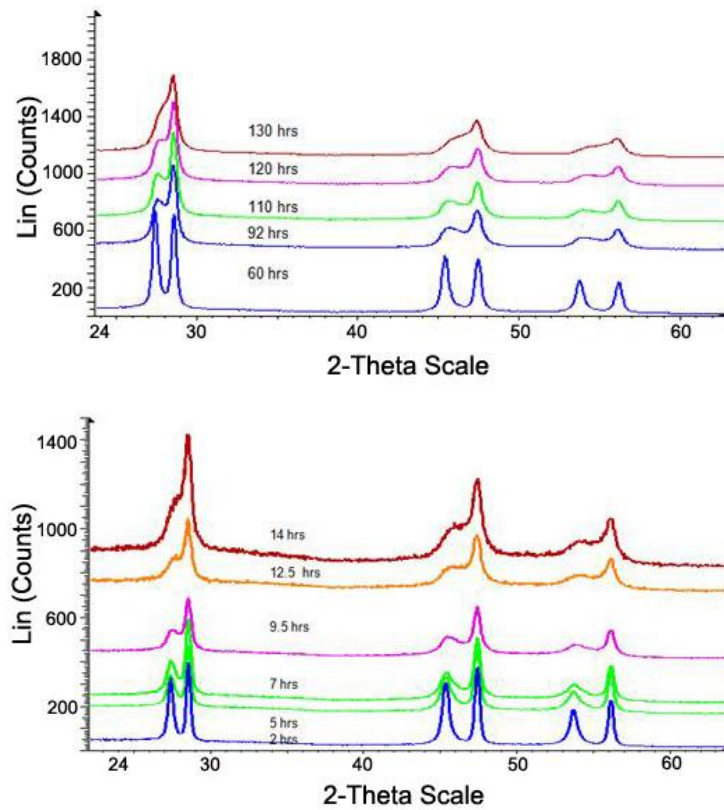 1800
Lin (Counts)
1400
130 hrs
120 hrs
1000
110 hrs
600
92 hrs
60 hrs
200
24 30 40 50 60
2-Theta Scale
1400
Lin (Counts)
1000
14 hrs
12.5 hrs
600
9.5 hrs
7 hrs
200
5 hrs
2 hrs
24 30 40 50 60
2-Theta Scale